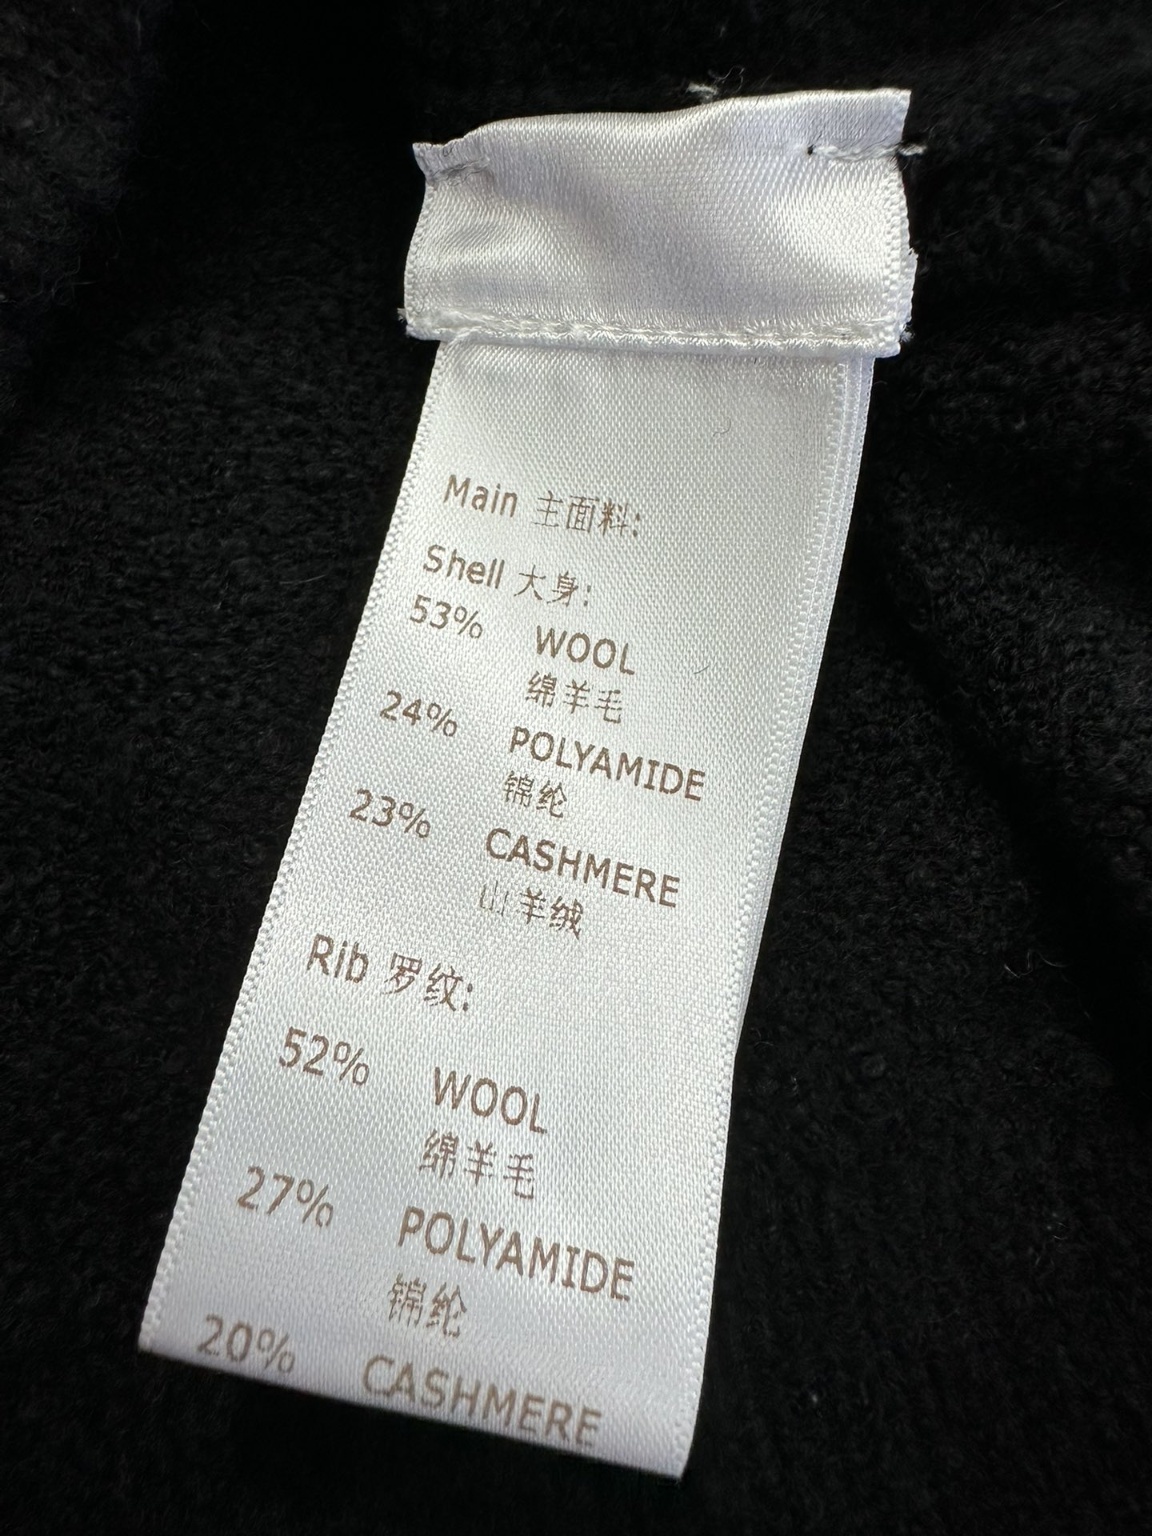 Main 主面料:
Shell 大身:
53% WOOL
绵羊毛
24% POLYAMIDE
锦纶
23% CASHMERE
山羊绒
Rib 罗纹:
52% WOOL
绵羊毛
27% POLYAMIDE
锦纶
20% CASHMERE